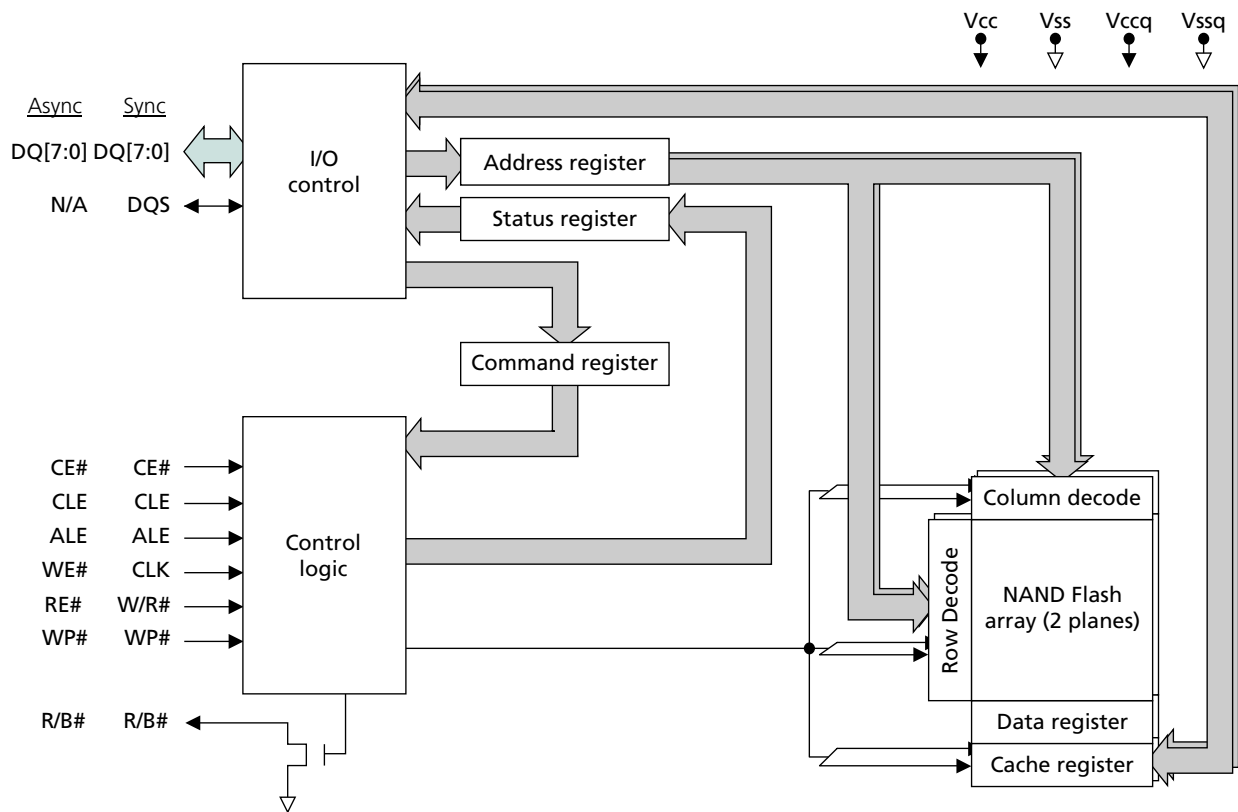 Vcc Vss Vccq Vssq
Async Sync
DQ[7:0] DQ[7:0]
N/A DQS
I/O
control
Address register
Status register
Command register
CE# CE#
CLE CLE
ALE ALE
WE# CLK
RE# W/R#
WP# WP#
R/B# R/B#
Control
logic
Column decode
Row Decode
NAND Flash
array (2 planes)
Data register
Cache register